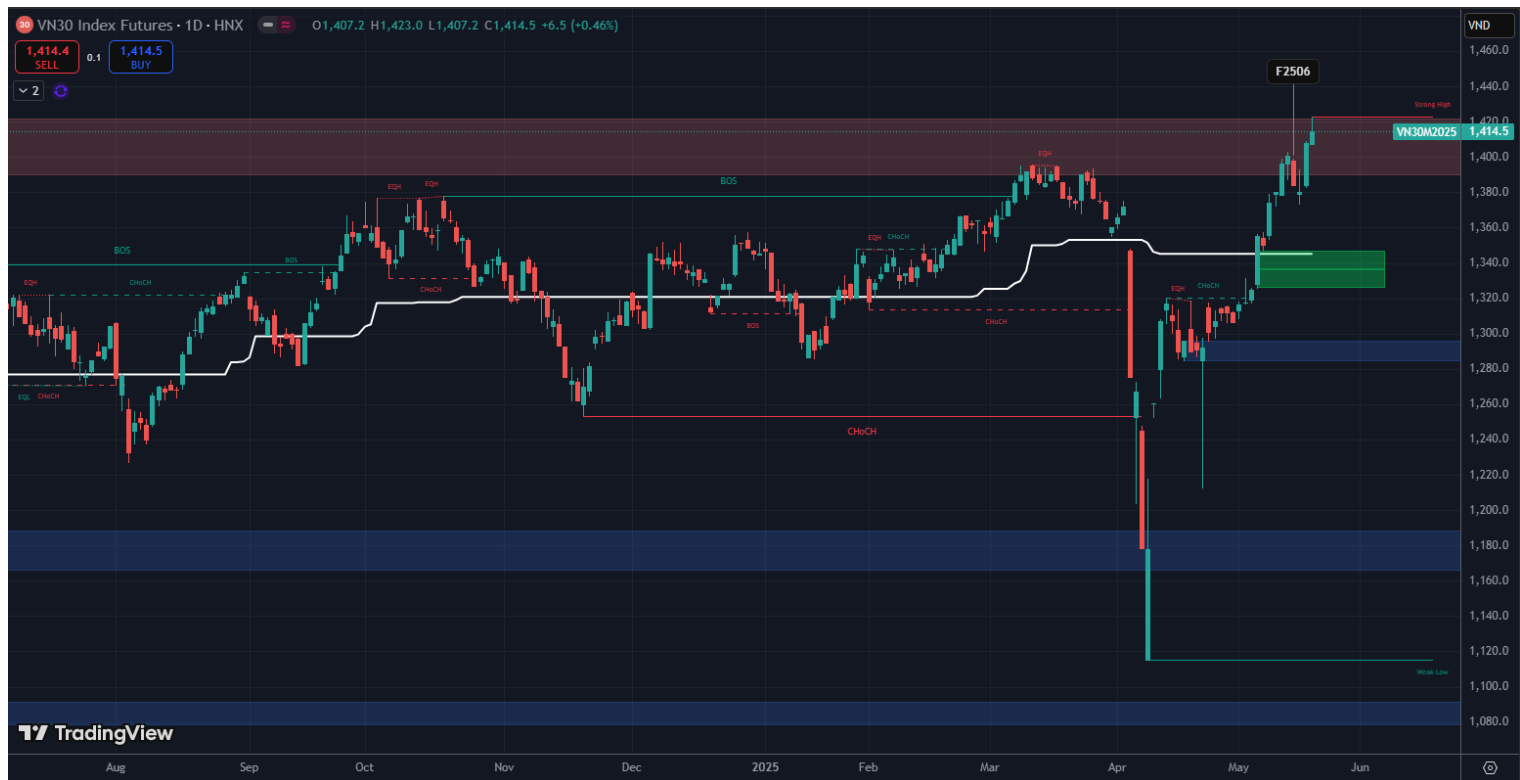 30 VN30 Index Futures · 1D · HNX O1,407.2 H1,423.0 L1,407.2 C1,414.5 +6.5 (+0.46%)
VND
1,414.4 SELL 0.1 1,414.5 BUY
2
1,460.0
F2506
1,440.0
Strong High
1,420.0
VN30M2025 1,414.5
1,400.0
EQH
BOS
1,380.0
EQH EQH
1,360.0
BOS
EQH CHoCH
BOS
1,340.0
EQH CHoCH
CHoCH
EQH CHoCH
1,320.0
BOS
CHoCH
1,300.0
1,280.0
EQL CHoCH
1,260.0
CHoCH
1,240.0
1,220.0
1,200.0
1,180.0
1,160.0
1,140.0
1,120.0
Weak Low
1,100.0
1,080.0
TradingView
Aug Sep Oct Nov Dec 2025 Feb Mar Apr May Jun